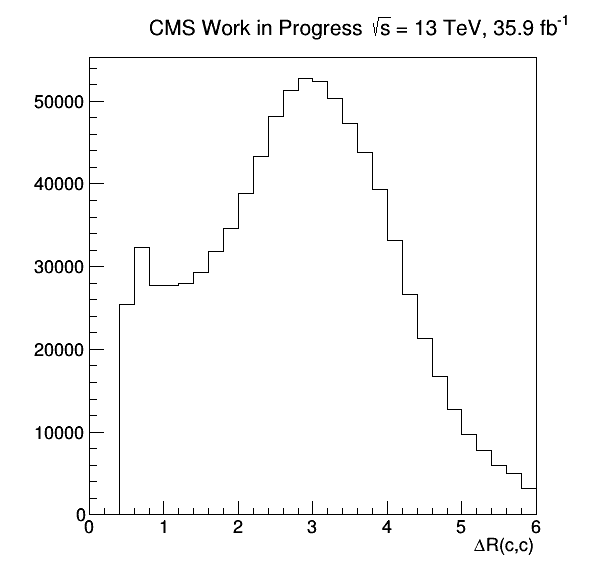 CMS Work in Progress √s = 13 TeV, 35.9 fb⁻¹
50000
40000
30000
20000
10000
0
0 1 2 3 4 5 6
ΔR(c,c)